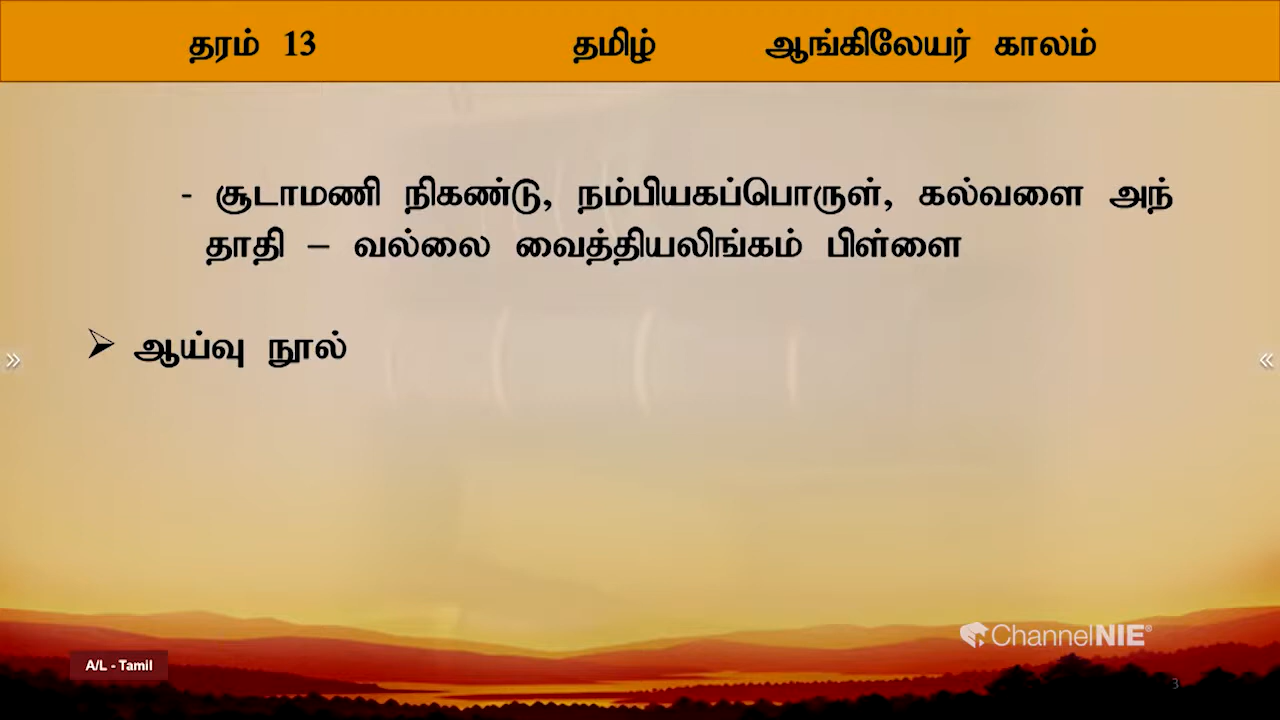 தரம் 13 தமிழ் ஆங்கிலேயர் காலம்
- சூடாமணி நிகண்டு, நம்பியகப்பொருள், கல்வளை அந்
தாதி – வல்லை வைத்தியலிங்கம் பிள்ளை
➢ ஆய்வு நூல்
»
«
ChannelNIE®
A/L - Tamil
3